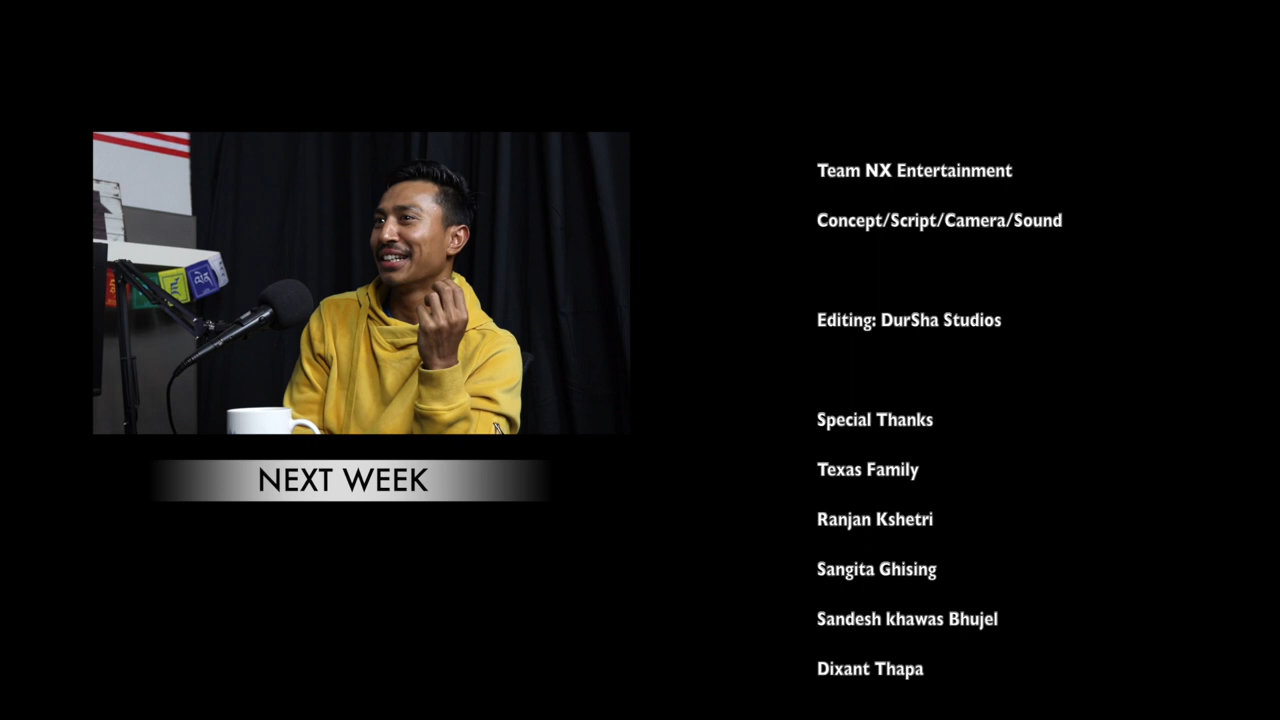 NEXT WEEK
Team NX Entertainment
Concept/Script/Camera/Sound
Editing: DurSha Studios
Special Thanks
Texas Family
Ranjan Kshetri
Sangita Ghising
Sandesh khawas Bhujel
Dixant Thapa